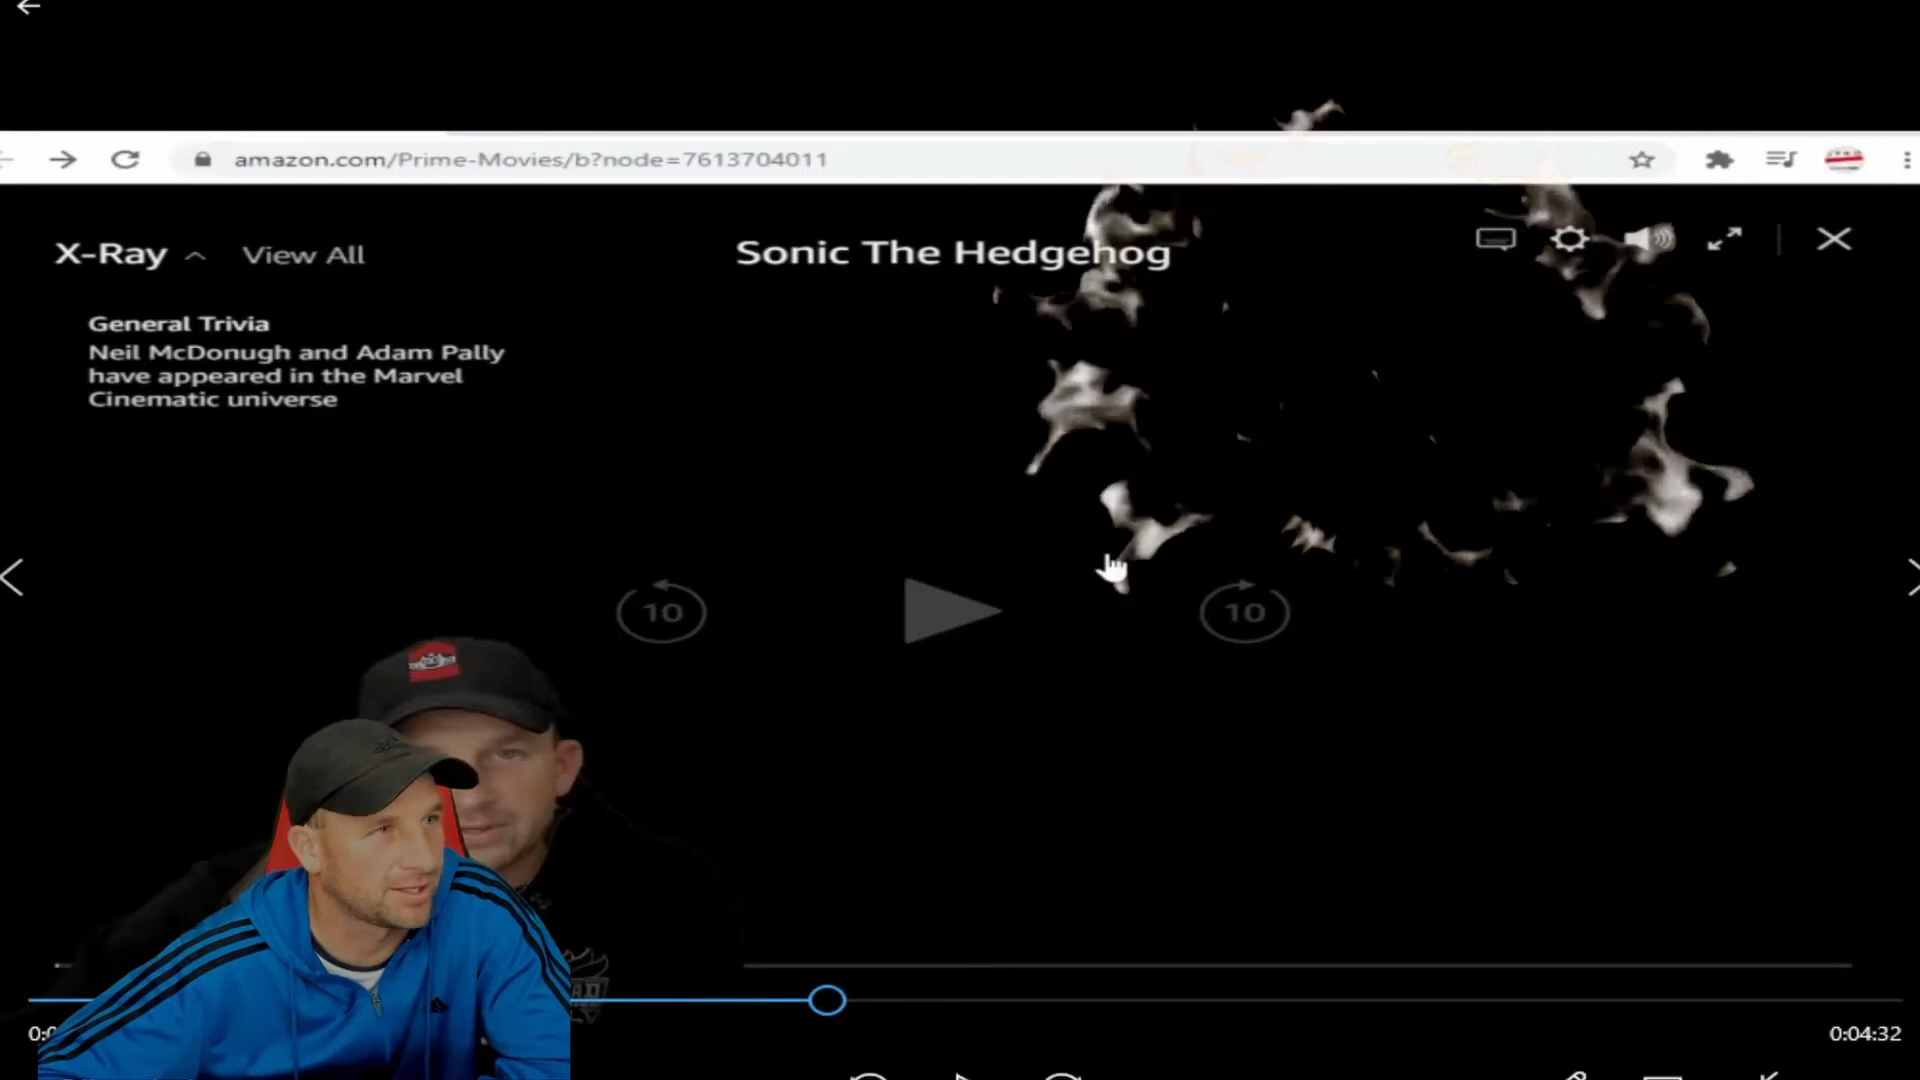 amazon.com/Prime-Movies/b?node=7613704011
X-Ray View All
Sonic The Hedgehog
General Trivia
Neil McDonugh and Adam Pally
have appeared in the Marvel
Cinematic universe
10
10
0:04:32